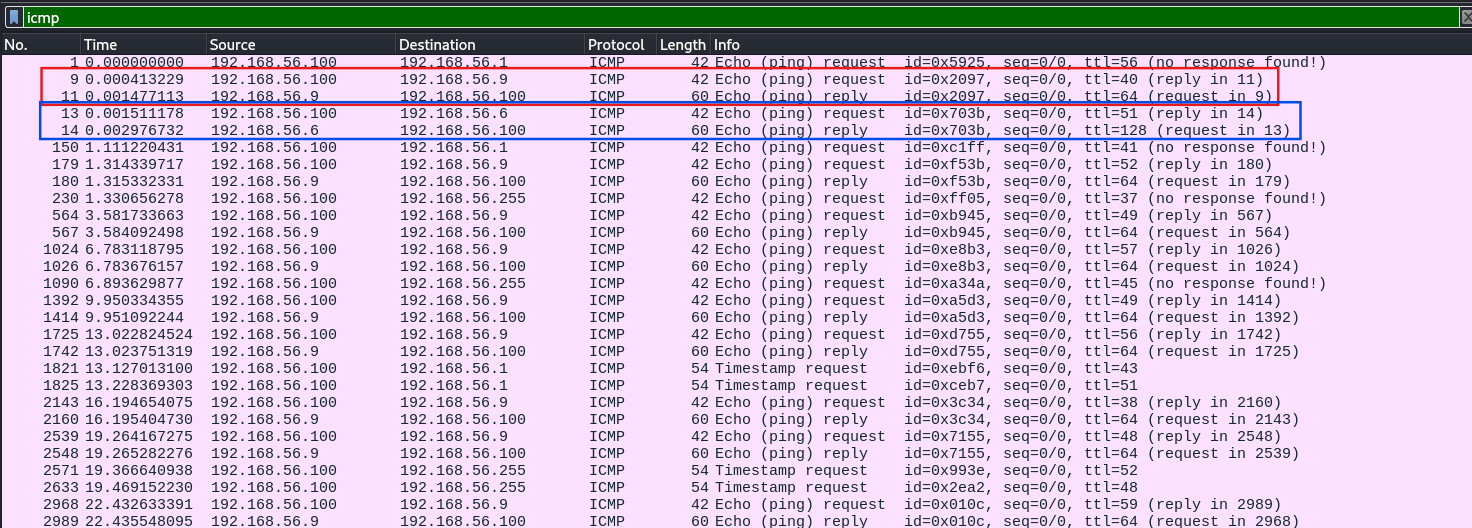 icmp
No. Time Source Destination Protocol Length Info
1 0.000000000 192.168.56.100 192.168.56.1 ICMP 42 Echo (ping) request id=0x5925, seq=0/0, ttl=56 (no response found!)
9 0.000413229 192.168.56.100 192.168.56.9 ICMP 42 Echo (ping) request id=0x2097, seq=0/0, ttl=40 (reply in 11)
11 0.001477113 192.168.56.9 192.168.56.100 ICMP 60 Echo (ping) reply id=0x2097, seq=0/0, ttl=64 (request in 9)
13 0.001511178 192.168.56.100 192.168.56.6 ICMP 42 Echo (ping) request id=0x703b, seq=0/0, ttl=51 (reply in 14)
14 0.002976732 192.168.56.6 192.168.56.100 ICMP 60 Echo (ping) reply id=0x703b, seq=0/0, ttl=128 (request in 13)
150 1.111220431 192.168.56.100 192.168.56.1 ICMP 42 Echo (ping) request id=0xc1ff, seq=0/0, ttl=41 (no response found!)
179 1.314339717 192.168.56.100 192.168.56.9 ICMP 42 Echo (ping) request id=0xf53b, seq=0/0, ttl=52 (reply in 180)
180 1.315332331 192.168.56.9 192.168.56.100 ICMP 60 Echo (ping) reply id=0xf53b, seq=0/0, ttl=64 (request in 179)
230 1.330656278 192.168.56.100 192.168.56.255 ICMP 42 Echo (ping) request id=0xff05, seq=0/0, ttl=37 (no response found!)
564 3.581733663 192.168.56.100 192.168.56.9 ICMP 42 Echo (ping) request id=0xb945, seq=0/0, ttl=49 (reply in 567)
567 3.584092498 192.168.56.9 192.168.56.100 ICMP 60 Echo (ping) reply id=0xb945, seq=0/0, ttl=64 (request in 564)
1024 6.783118795 192.168.56.100 192.168.56.9 ICMP 42 Echo (ping) request id=0xe8b3, seq=0/0, ttl=57 (reply in 1026)
1026 6.783676157 192.168.56.9 192.168.56.100 ICMP 60 Echo (ping) reply id=0xe8b3, seq=0/0, ttl=64 (request in 1024)
1090 6.893629877 192.168.56.100 192.168.56.255 ICMP 42 Echo (ping) request id=0xa34a, seq=0/0, ttl=45 (no response found!)
1392 9.950334355 192.168.56.100 192.168.56.9 ICMP 42 Echo (ping) request id=0xa5d3, seq=0/0, ttl=49 (reply in 1414)
1414 9.951092244 192.168.56.9 192.168.56.100 ICMP 60 Echo (ping) reply id=0xa5d3, seq=0/0, ttl=64 (request in 1392)
1725 13.022824524 192.168.56.100 192.168.56.9 ICMP 42 Echo (ping) request id=0xd755, seq=0/0, ttl=56 (reply in 1742)
1742 13.023751319 192.168.56.9 192.168.56.100 ICMP 60 Echo (ping) reply id=0xd755, seq=0/0, ttl=64 (request in 1725)
1821 13.127013100 192.168.56.100 192.168.56.1 ICMP 54 Timestamp request id=0xebf6, seq=0/0, ttl=43
1825 13.228369303 192.168.56.100 192.168.56.1 ICMP 54 Timestamp request id=0xceb7, seq=0/0, ttl=51
2143 16.194654075 192.168.56.100 192.168.56.9 ICMP 42 Echo (ping) request id=0x3c34, seq=0/0, ttl=38 (reply in 2160)
2160 16.195404730 192.168.56.9 192.168.56.100 ICMP 60 Echo (ping) reply id=0x3c34, seq=0/0, ttl=64 (request in 2143)
2539 19.264167275 192.168.56.100 192.168.56.9 ICMP 42 Echo (ping) request id=0x7155, seq=0/0, ttl=48 (reply in 2548)
2548 19.265282276 192.168.56.9 192.168.56.100 ICMP 60 Echo (ping) reply id=0x7155, seq=0/0, ttl=64 (request in 2539)
2571 19.366640938 192.168.56.100 192.168.56.255 ICMP 54 Timestamp request id=0x993e, seq=0/0, ttl=52
2633 19.469152230 192.168.56.100 192.168.56.255 ICMP 54 Timestamp request id=0x2ea2, seq=0/0, ttl=48
2968 22.432633391 192.168.56.100 192.168.56.9 ICMP 42 Echo (ping) request id=0x010c, seq=0/0, ttl=59 (reply in 2989)
2989 22.435548095 192.168.56.9 192.168.56.100 ICMP 60 Echo (ping) reply id=0x010c, seq=0/0, ttl=64 (request in 2968)